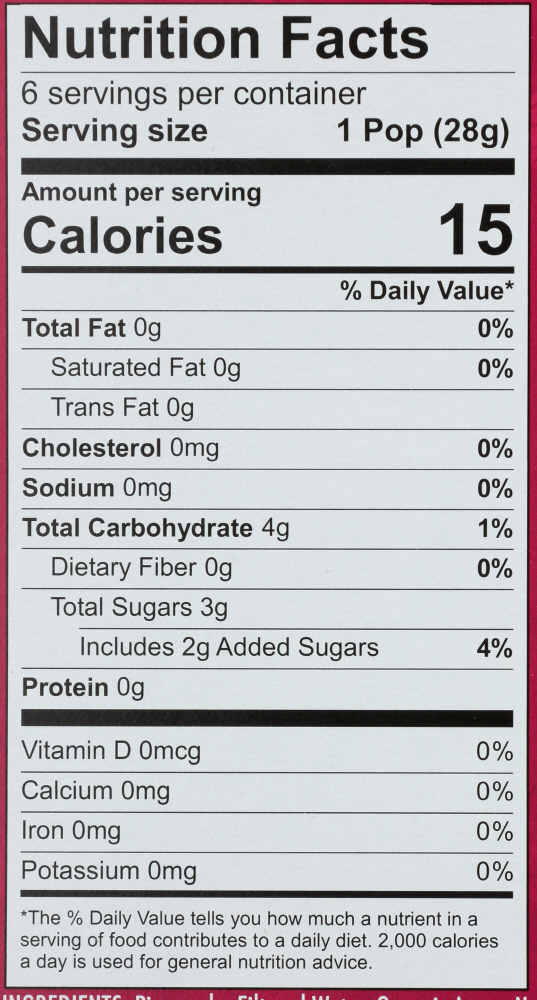 Nutrition Facts
6 servings per container
Serving size 1 Pop (28g)
Amount per serving
Calories 15
% Daily Value*
Total Fat 0g 0%
Saturated Fat 0g 0%
Trans Fat 0g
Cholesterol 0mg 0%
Sodium 0mg 0%
Total Carbohydrate 4g 1%
Dietary Fiber 0g 0%
Total Sugars 3g
Includes 2g Added Sugars 4%
Protein 0g
Vitamin D 0mcg 0%
Calcium 0mg 0%
Iron 0mg 0%
Potassium 0mg 0%
*The % Daily Value tells you how much a nutrient in a
serving of food contributes to a daily diet. 2,000 calories
a day is used for general nutrition advice.
INGREDIENTS: